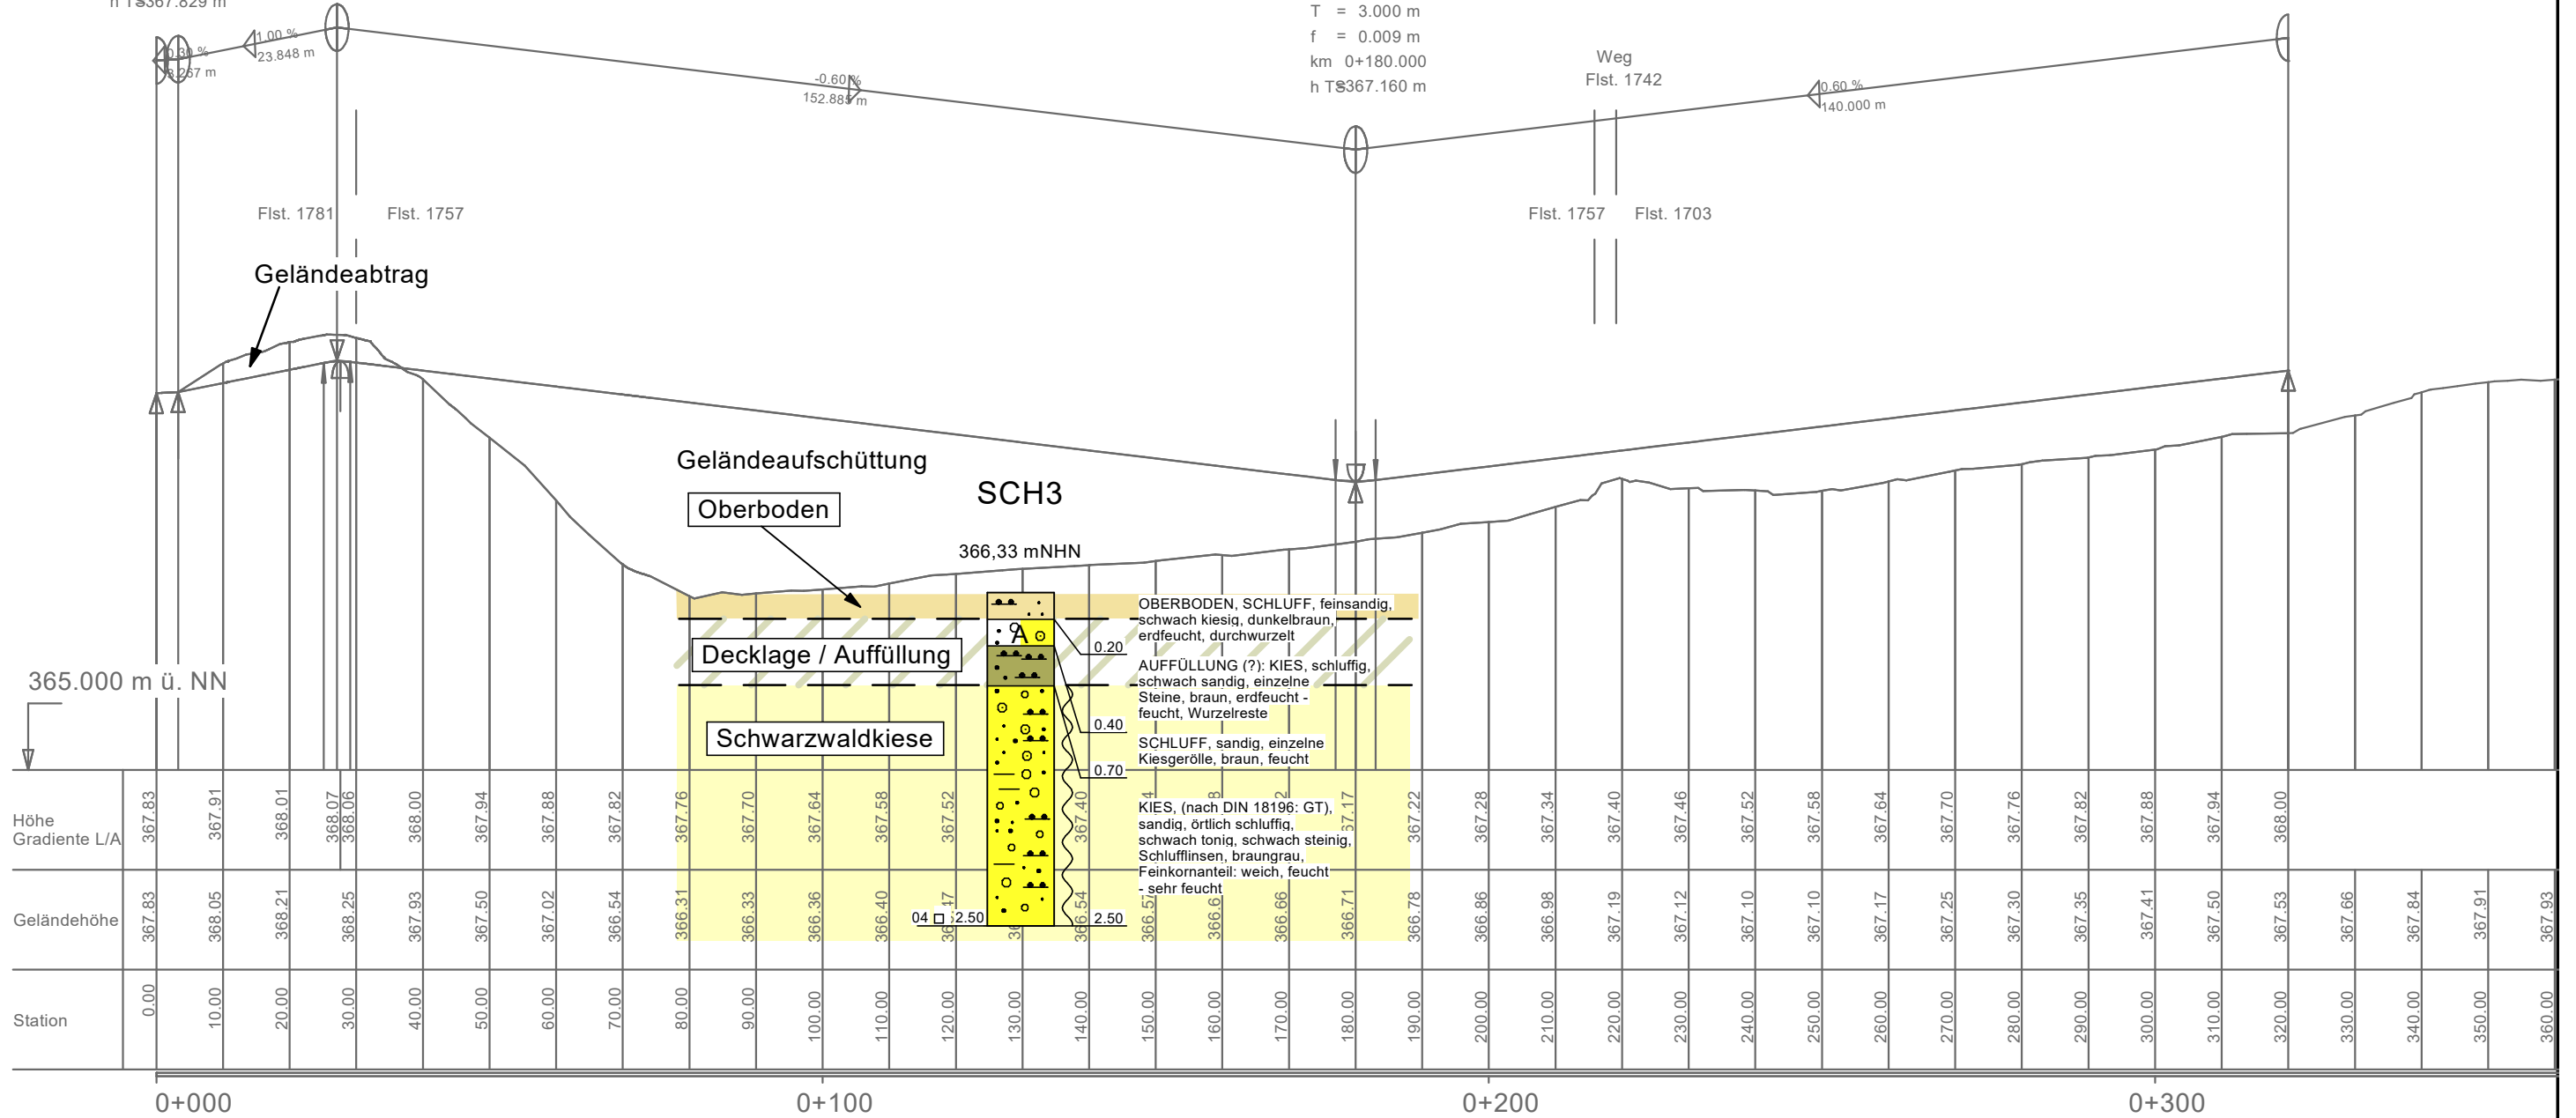 h TS=367.829 m
T = 3.000 m
f = 0.009 m
km 0+180.000
h TS=367.160 m
Weg
Flst. 1742
0.30 %
3.267 m
1.00 %
23.848 m
-0.60 %
152.885 m
0.60 %
140.000 m
Flst. 1781
Flst. 1757
Flst. 1757
Flst. 1703
Geländeabtrag
Geländeaufschüttung
SCH3
Oberboden
366,33 mNHN
OBERBODEN, SCHLUFF, feinsandig,
schwach kiesig, dunkelbraun,
erdfeucht, durchwurzelt
0.20
A
Decklage / Auffüllung
AUFFÜLLUNG (?): KIES, schluffig,
schwach sandig, einzelne
Steine, braun, erdfeucht -
feucht, Wurzelreste
0.40
365.000 m ü. NN
Schwarzwaldkiese
SCHLUFF, sandig, einzelne
Kiesgerölle, braun, feucht
0.70
KIES, (nach DIN 18196: GT),
sandig, örtlich schluffig,
schwach tonig, schwach steinig,
Schlufflinsen, braungrau,
Feinkornanteil: weich, feucht
- sehr feucht
04 2.50
2.50
Höhe
Gradiente L/A
367.83 367.91 368.01 368.07 368.06 368.00 367.94 367.88 367.82 367.76 367.70 367.64 367.58 367.52 367.40 367.17 367.22 367.28 367.34 367.40 367.46 367.52 367.58 367.64 367.70 367.76 367.82 367.88 367.94 368.00
Geländehöhe
367.83 368.05 368.21 368.25 367.93 367.50 367.02 366.54 366.31 366.33 366.36 366.40 366.54 366.57 366.66 366.71 366.78 366.86 366.98 367.19 367.12 367.10 367.10 367.17 367.25 367.30 367.35 367.41 367.50 367.53 367.66 367.84 367.91 367.93
Station
0.00 10.00 20.00 30.00 40.00 50.00 60.00 70.00 80.00 90.00 100.00 110.00 120.00 130.00 140.00 150.00 160.00 170.00 180.00 190.00 200.00 210.00 220.00 230.00 240.00 250.00 260.00 270.00 280.00 290.00 300.00 310.00 320.00 330.00 340.00 350.00 360.00
0+000
0+100
0+200
0+300